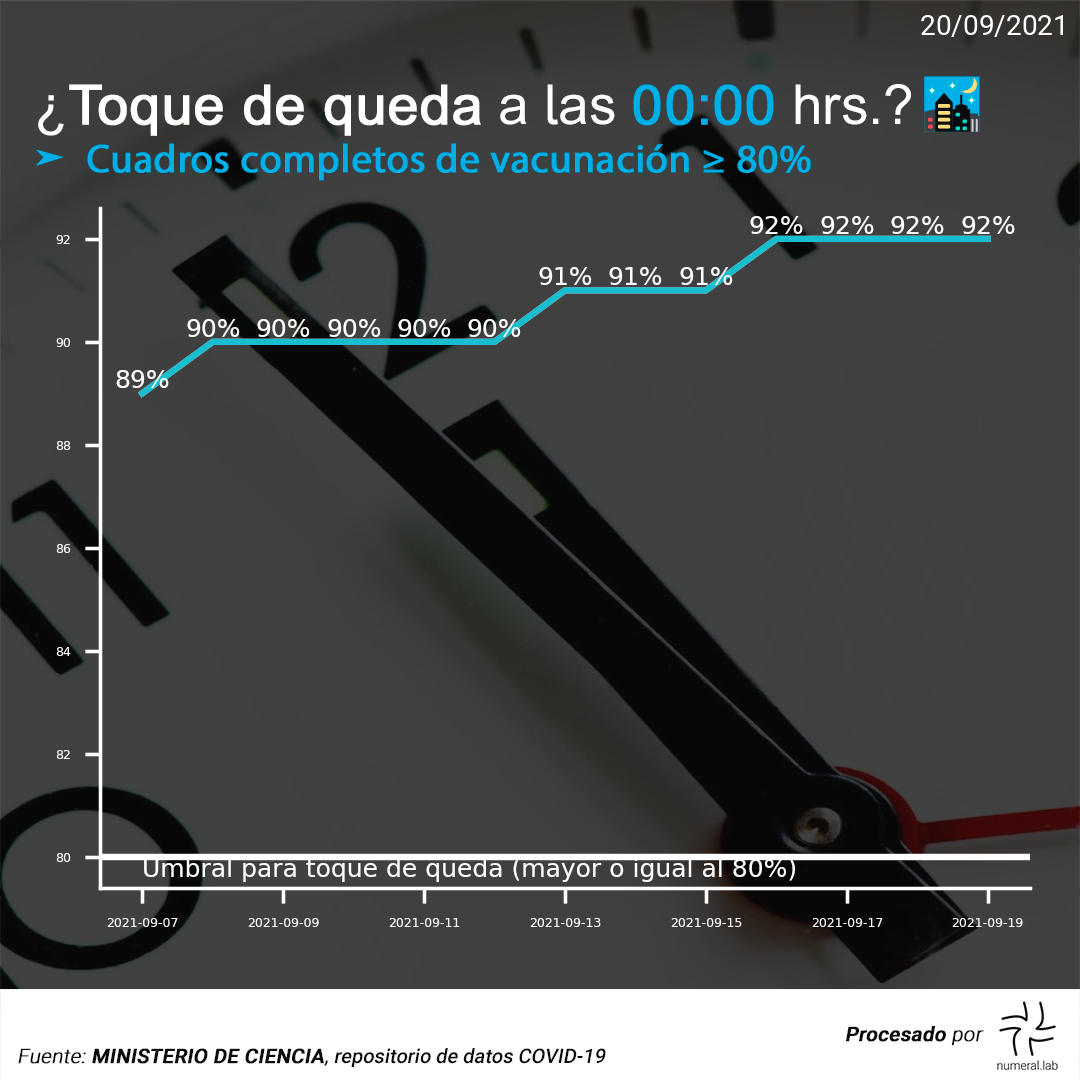 20/09/2021
¿Toque de queda a las 00:00 hrs.?
➤ Cuadros completos de vacunación ≥ 80%
92% 92% 92% 92%
92
91% 91% 91%
90% 90% 90% 90% 90%
90
89%
88
86
84
82
80
Umbral para toque de queda (mayor o igual al 80%)
2021-09-07 2021-09-09 2021-09-11 2021-09-13 2021-09-15 2021-09-17 2021-09-19
2
1
11
10
Procesado por
Fuente: MINISTERIO DE CIENCIA, repositorio de datos COVID-19
numeral.lab